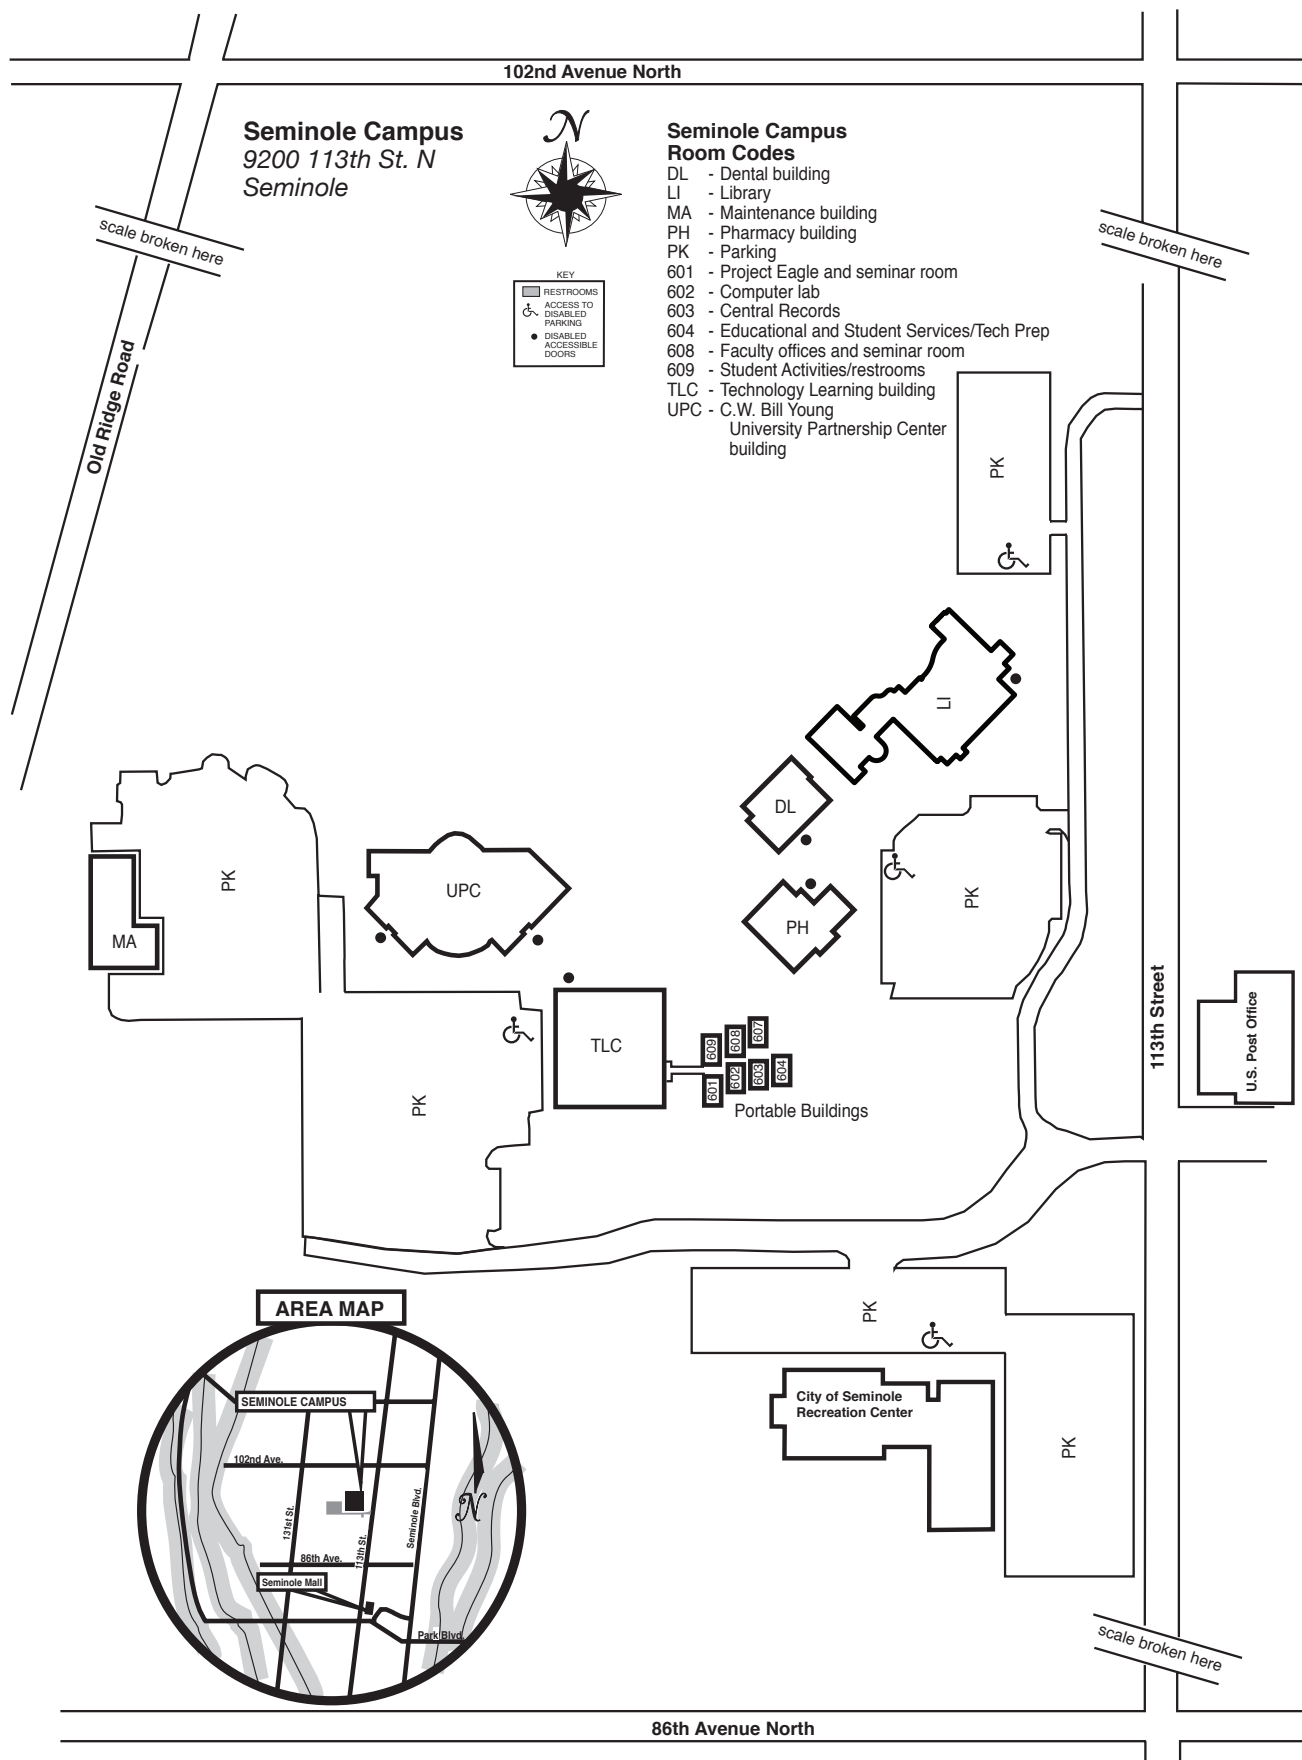 102nd Avenue North
Seminole Campus
9200 113th St. N
Seminole
N
Seminole Campus
Room Codes
DL - Dental building
LI - Library
MA - Maintenance building
PH - Pharmacy building
PK - Parking
601 - Project Eagle and seminar room
602 - Computer lab
603 - Central Records
604 - Educational and Student Services/Tech Prep
608 - Faculty offices and seminar room
609 - Student Activities/restrooms
TLC - Technology Learning building
UPC - C.W. Bill Young
University Partnership Center
building
scale broken here
scale broken here
KEY
RESTROOMS
ACCESS TO
DISABLED
PARKING
DISABLED
ACCESSIBLE
DOORS
Old Ridge Road
PK
LI
DL
PK
UPC
PK
PH
MA
113th Street
U.S. Post Office
TLC
609
608
607
601
602
603
604
PK
Portable Buildings
PK
AREA MAP
City of Seminole
Recreation Center
PK
SEMINOLE CAMPUS
102nd Ave.
131st St.
113th St.
Seminole Blvd.
N
86th Ave.
Seminole Mall
Park Blvd.
scale broken here
86th Avenue North